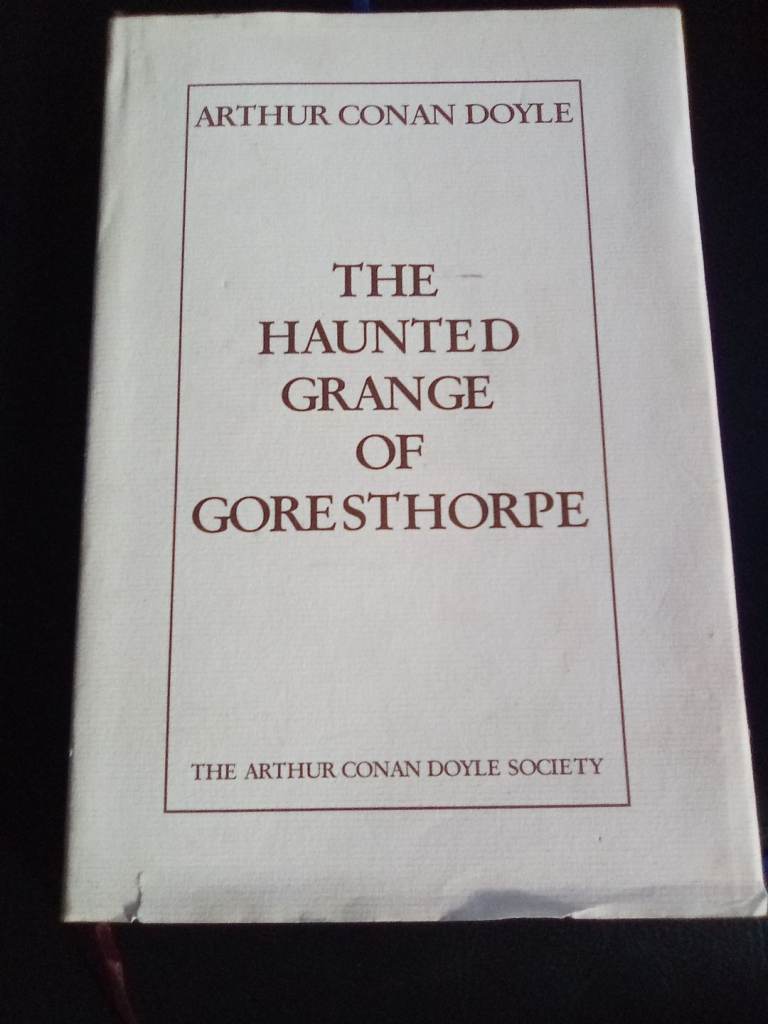 ARTHUR CONAN DOYLE
THE
HAUNTED
GRANGE
OF
GORESTHORPE
THE ARTHUR CONAN DOYLE SOCIETY